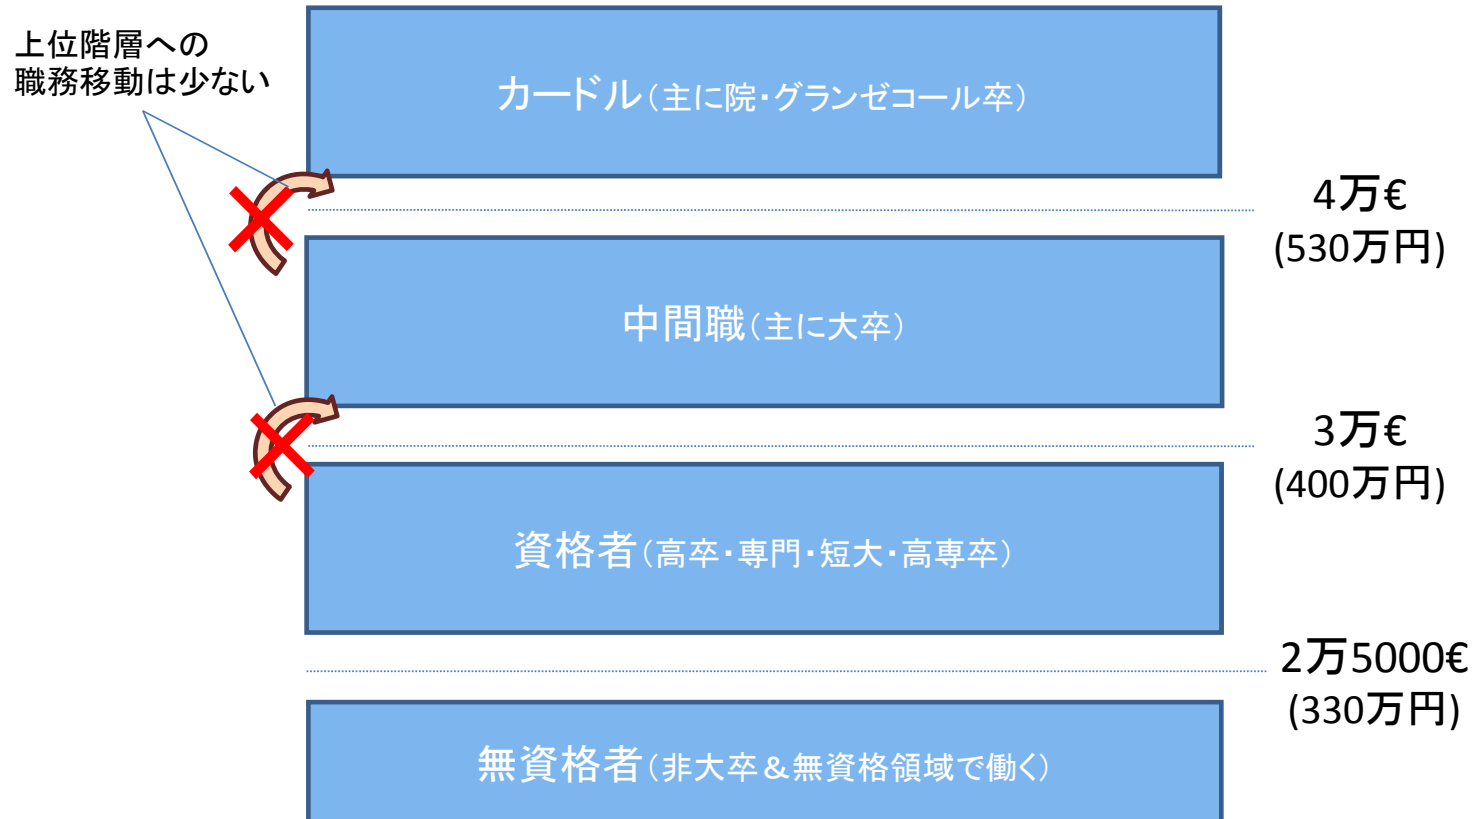 上位階層への
職務移動は少ない
カードル（主に院・グランゼコール卒）
4万€
(530万円)
中間職（主に大卒）
3万€
(400万円)
資格者（高卒・専門・短大・高専卒）
2万5000€
(330万円)
無資格者（非大卒＆無資格領域で働く）